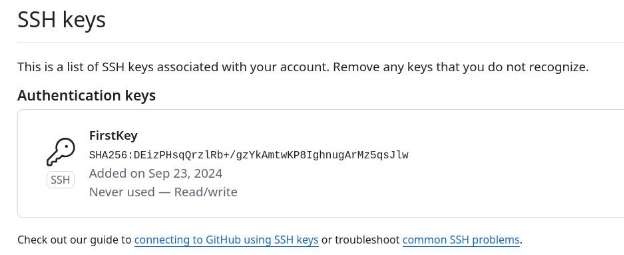 SSH keys
This is a list of SSH keys associated with your account. Remove any keys that you do not recognize.
Authentication keys
FirstKey
SHA256:DEizPHsqQrzlRb+/gzYkAmtwKP8IghnugArMz5qsJlw
SSH
Added on Sep 23, 2024
Never used — Read/write
Check out our guide to connecting to GitHub using SSH keys or troubleshoot common SSH problems.